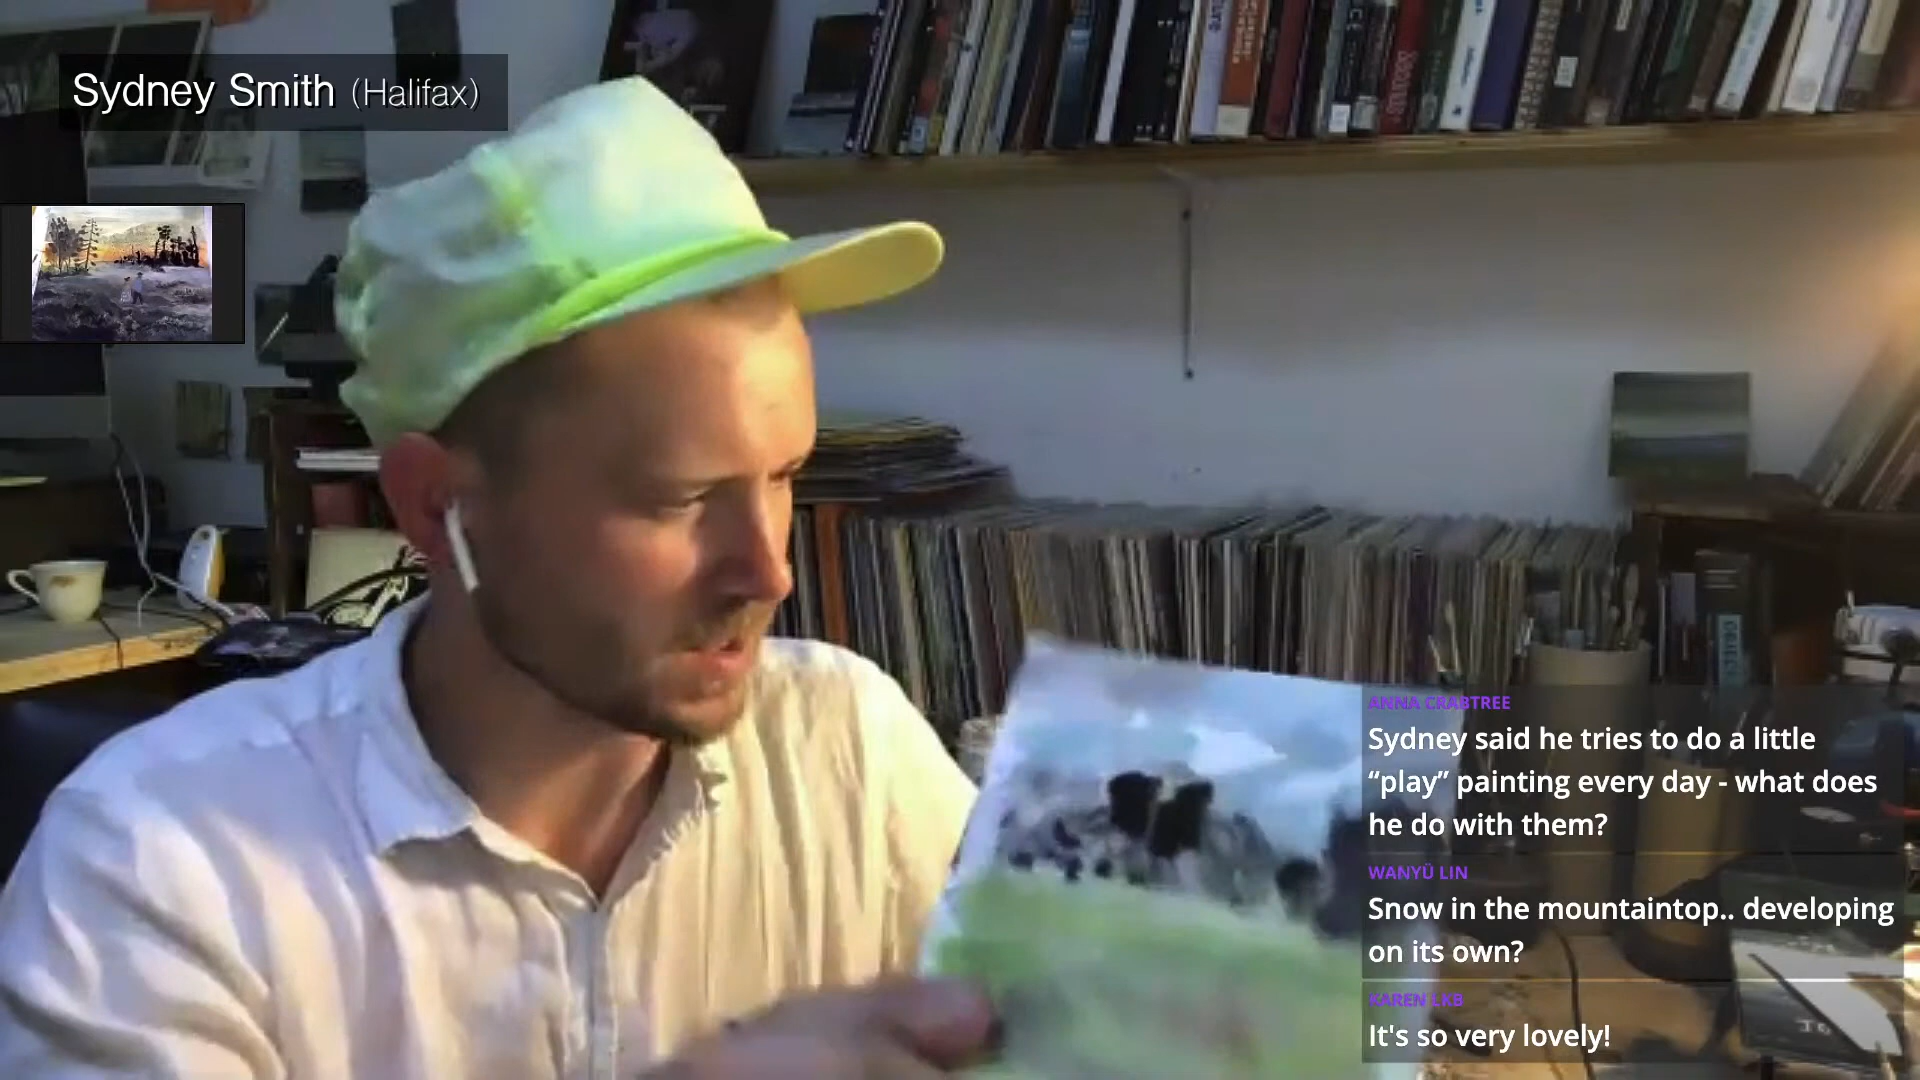 Sydney Smith (Halifax)
ANNA CRABTREE
Sydney said he tries to do a little
“play” painting every day - what does
he do with them?
WANYÜ LIN
Snow in the mountaintop.. developing
on its own?
KAREN LKB
It's so very lovely!